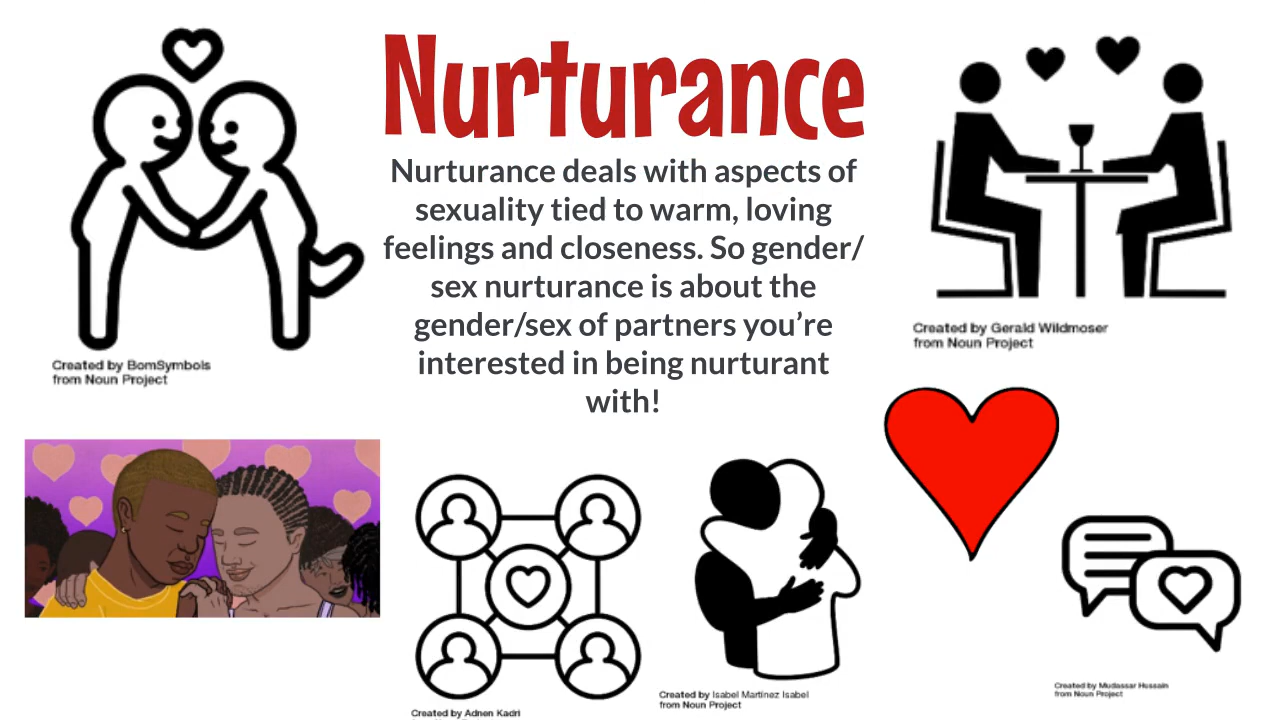 Nurturance
Nurturance deals with aspects of
sexuality tied to warm, loving
feelings and closeness. So gender/
sex nurturance is about the
gender/sex of partners you're
interested in being nurturant
with!
Created by BomSymbols
from Noun Project
Created by Gerald Wildmoser
from Noun Project
Created by Adnen Kadri
Created by Isabel Martínez Isabel
from Noun Project
Created by Mudassar Hussain
from Noun Project